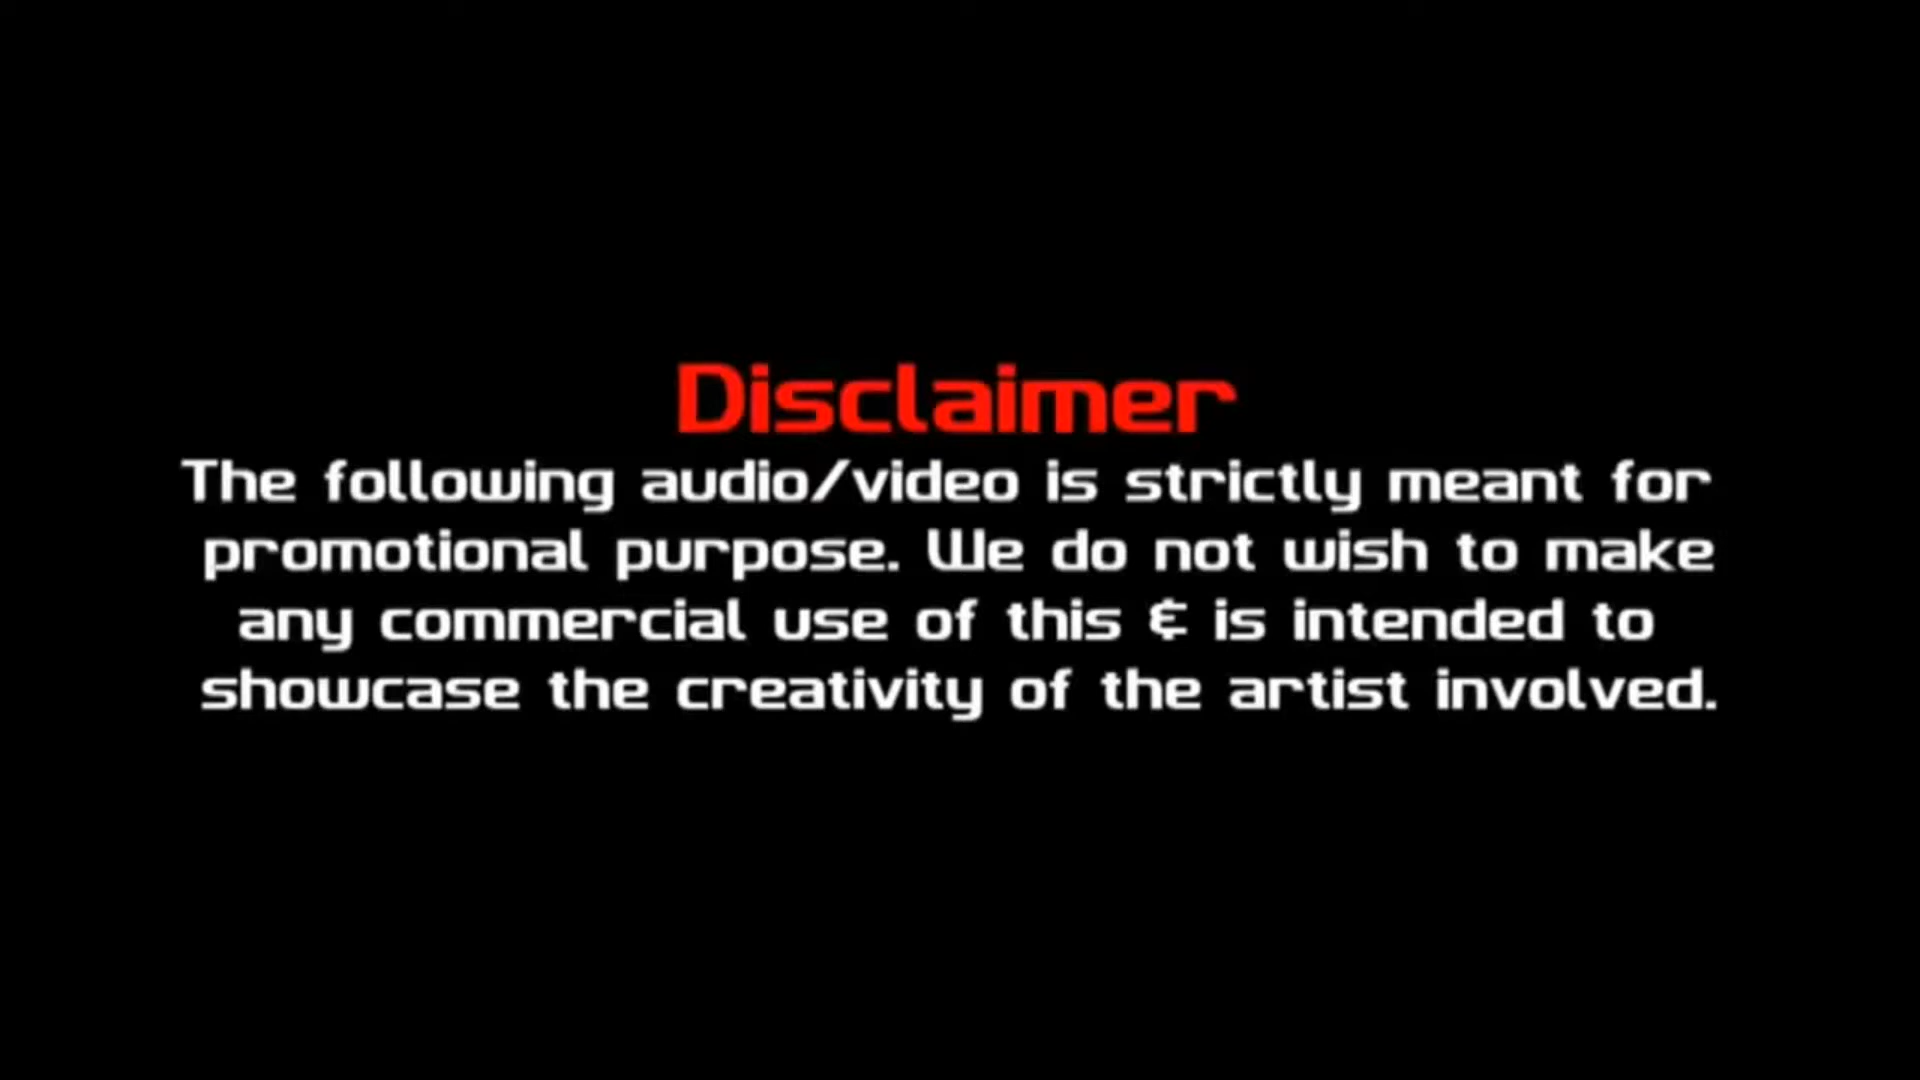 Disclaimer
The following audio/video is strictly meant for
promotional purpose. We do not wish to make
any commercial use of this & is intended to
showcase the creativity of the artist involved.